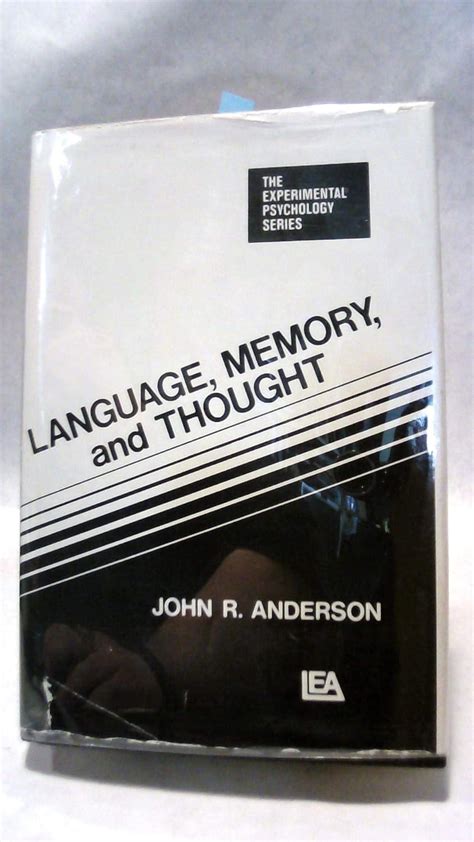 THE
EXPERIMENTAL
PSYCHOLOGY
SERIES
LANGUAGE, MEMORY,
and THOUGHT
JOHN R. ANDERSON
LEA